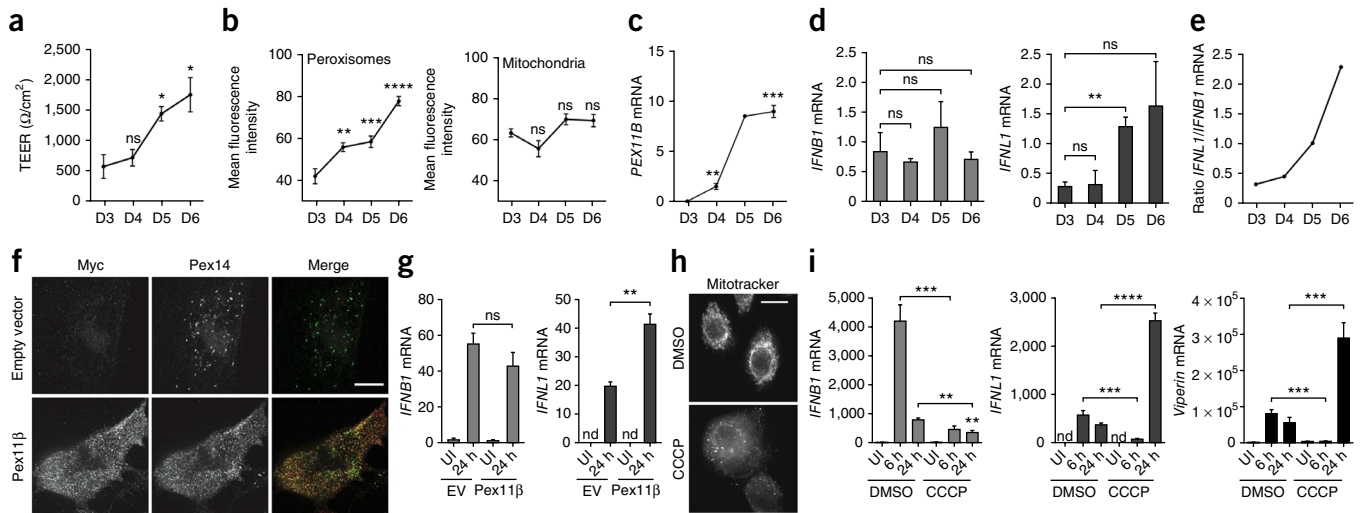 a
TEER (Ω/cm²)
2,500
2,000
1,500
1,000
500
0
ns
*
*
D3 D4 D5 D6
b
Peroxisomes
Mean fluorescence
intensity
100
80
60
40
**
***
****
D3 D4 D5 D6
Mitochondria
Mean fluorescence
intensity
100
80
60
40
ns
ns
ns
D3 D4 D5 D6
c
PEX11B mRNA
15
10
5
0
**
***
D3 D4 D5 D6
d
IFNB1 mRNA
2.5
2.0
1.5
1.0
0.5
0
ns
ns
ns
D3 D4 D5 D6
IFNL1 mRNA
2.5
2.0
1.5
1.0
0.5
0
ns
**
ns
D3 D4 D5 D6
e
Ratio IFNL1/IFNB1 mRNA
2.5
2.0
1.5
1.0
0.5
0
D3 D4 D5 D6
f
Myc Pex14 Merge
Empty vector
Pex11β
g
IFNB1 mRNA
80
60
40
20
0
ns
UI 24 h UI 24 h
EV Pex11β
IFNL1 mRNA
50
40
30
20
10
0
**
nd nd
UI 24 h UI 24 h
EV Pex11β
h
Mitotracker
DMSO
CCCP
i
IFNB1 mRNA
5,000
4,000
3,000
2,000
1,000
0
***
**
**
UI 6 h 24 h UI 6 h 24 h
DMSO CCCP
IFNL1 mRNA
3,000
2,000
1,000
0
****
***
nd nd
UI 6 h 24 h UI 6 h 24 h
DMSO CCCP
Viperin mRNA
4 × 10⁵
3 × 10⁵
2 × 10⁵
1 × 10⁵
0
***
***
UI 6 h 24 h UI 6 h 24 h
DMSO CCCP